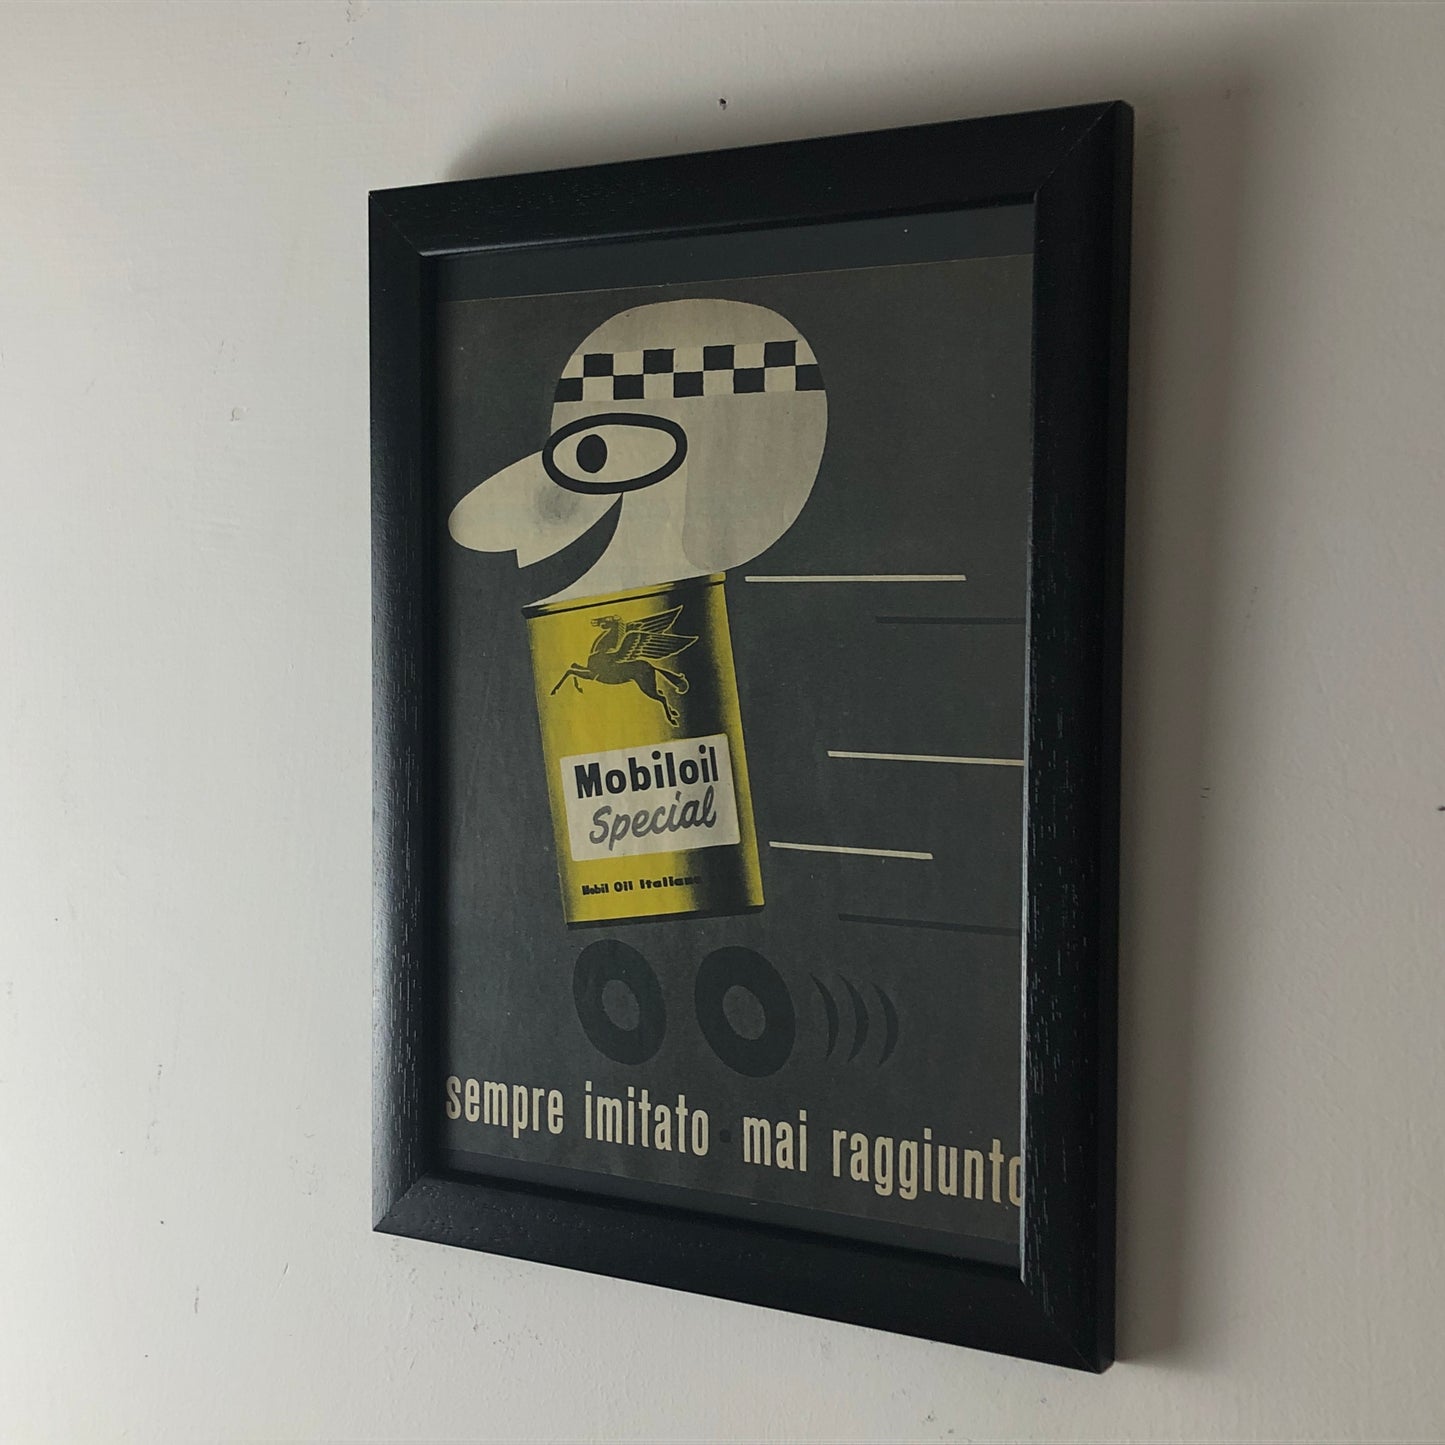 Mobiloil
Special
Mobil Oil Italiana
sempre imitato · mai raggiunto